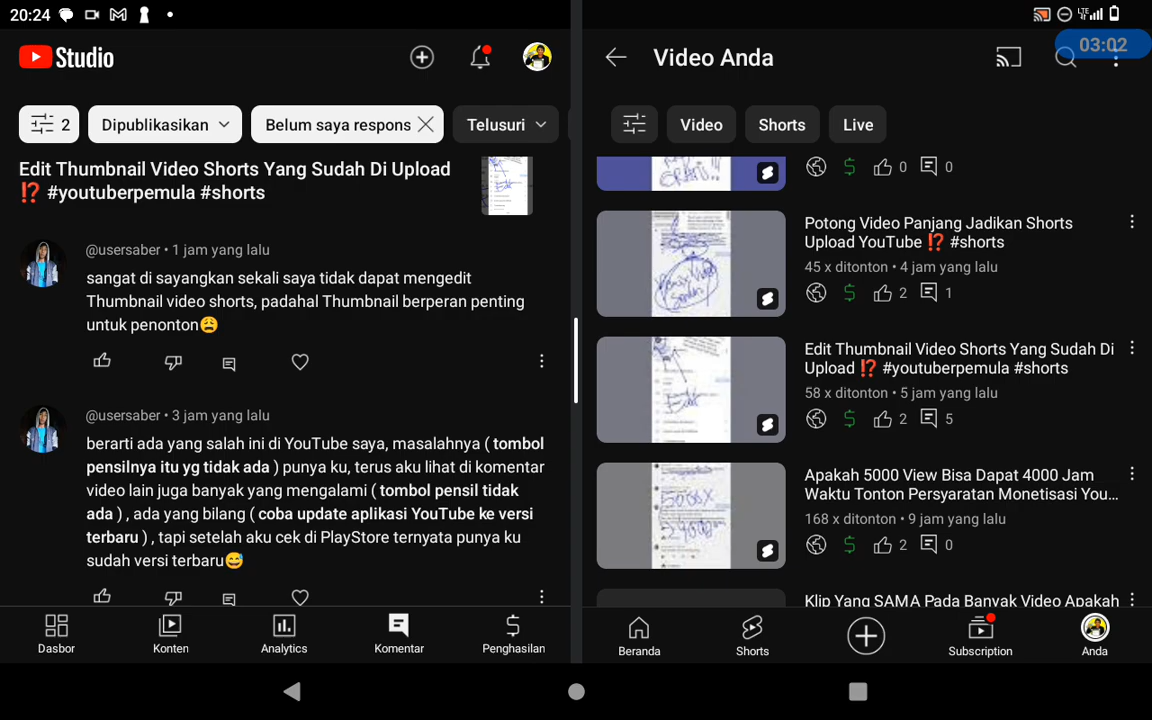 20:24
LTE
03:02
Studio
2
Dipublikasikan
Belum saya respons
Telusuri
Edit Thumbnail Video Shorts Yang Sudah Di Upload
⁉️ #youtuberpemula #shorts
@usersaber • 1 jam yang lalu
sangat di sayangkan sekali saya tidak dapat mengedit
Thumbnail video shorts, padahal Thumbnail berperan penting
untuk penonton😩
@usersaber • 3 jam yang lalu
berarti ada yang salah ini di YouTube saya, masalahnya ( tombol
pensilnya itu yg tidak ada ) punya ku, terus aku lihat di komentar
video lain juga banyak yang mengalami ( tombol pensil tidak
ada ) , ada yang bilang ( coba update aplikasi YouTube ke versi
terbaru ) , tapi setelah aku cek di PlayStore ternyata punya ku
sudah versi terbaru😅
Dasbor
Konten
Analytics
Komentar
Penghasilan
Video Anda
Video
Shorts
Live
0
0
Potong Video Panjang Jadikan Shorts
Upload YouTube ⁉️ #shorts
45 x ditonton • 4 jam yang lalu
2
1
Edit Thumbnail Video Shorts Yang Sudah Di
Upload ⁉️ #youtuberpemula #shorts
58 x ditonton • 5 jam yang lalu
Edit
2
5
Apakah 5000 View Bisa Dapat 4000 Jam
Waktu Tonton Persyaratan Monetisasi You...
168 x ditonton • 9 jam yang lalu
2
0
Klip Yang SAMA Pada Banyak Video Apakah
Beranda
Shorts
Subscription
Anda